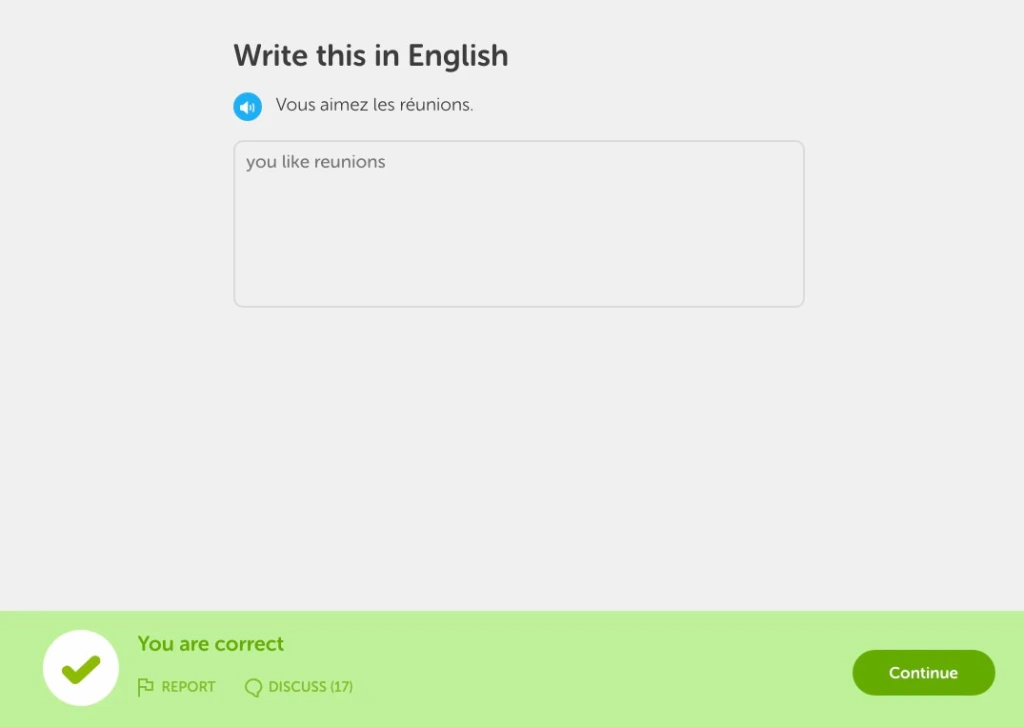 Write this in English
Vous aimez les réunions.
you like reunions
You are correct
REPORT
DISCUSS (17)
Continue